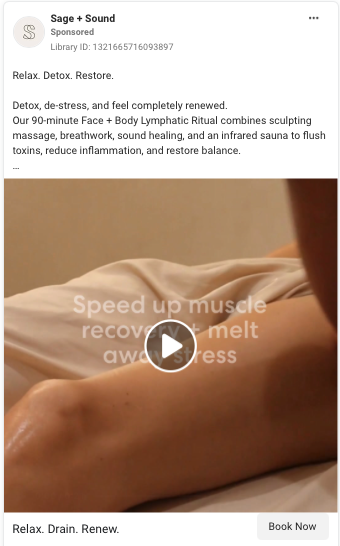 Sage + Sound
Sponsored
Library ID: 1321665716093897
Relax. Detox. Restore.
Detox, de-stress, and feel completely renewed.
Our 90-minute Face + Body Lymphatic Ritual combines sculpting
massage, breathwork, sound healing, and an infrared sauna to flush
toxins, reduce inflammation, and restore balance.
...
Speed up muscle
recovery + melt
away stress
Relax. Drain. Renew.
Book Now